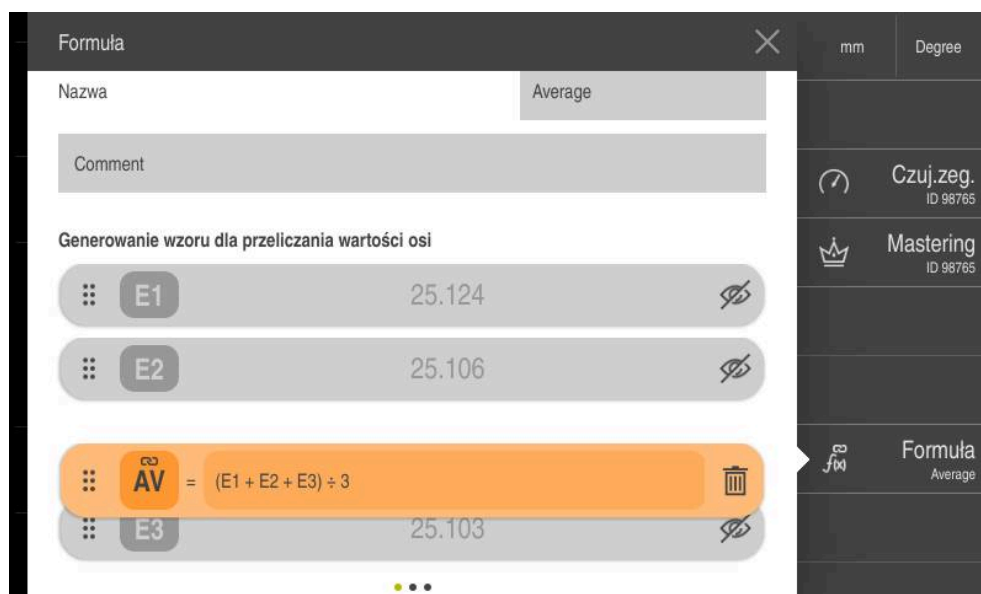 Formuła
mm
Degree
Nazwa
Average
Comment
Czuj.zeg.
ID 98765
Generowanie wzoru dla przeliczania wartości osi
Mastering
ID 98765
E1
25.124
E2
25.106
AV = (E1 + E2 + E3) ÷ 3
f(x)
Formuła
Average
E3
25.103